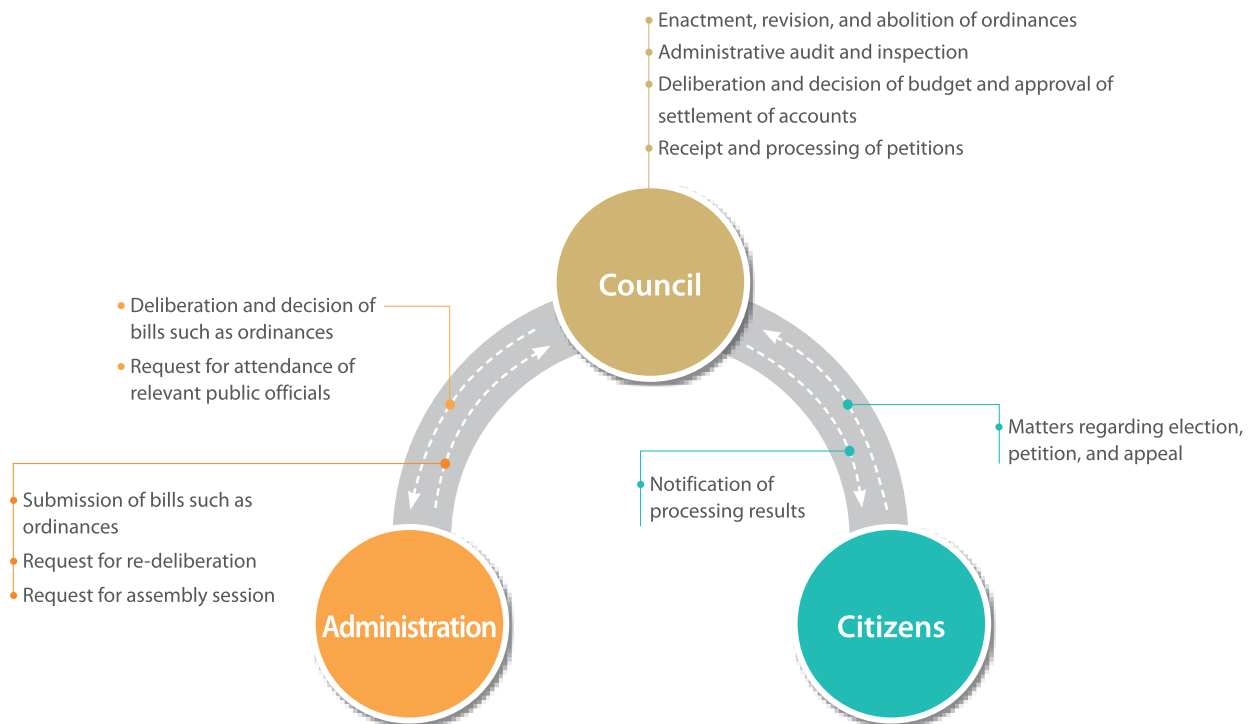 Enactment, revision, and abolition of ordinances
Administrative audit and inspection
Deliberation and decision of budget and approval of
settlement of accounts
Receipt and processing of petitions
Council
Deliberation and decision of
bills such as ordinances
Request for attendance of
relevant public officials
Matters regarding election,
petition, and appeal
Submission of bills such as
ordinances
Request for re-deliberation
Request for assembly session
Notification of
processing results
Administration
Citizens